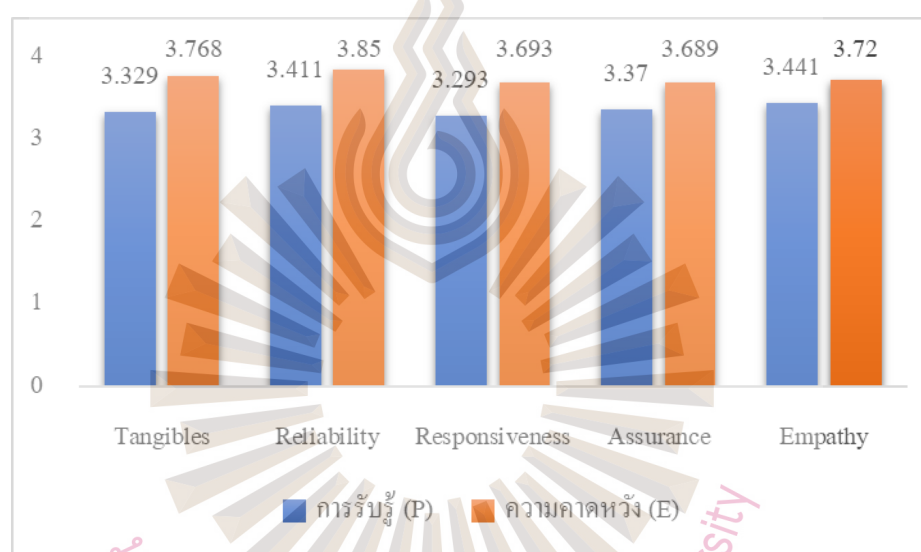 4
3
2
1
0
3.329
3.768
3.411
3.85
3.293
3.693
3.37
3.689
3.441
3.72
Tangibles
Reliability
Responsiveness
Assurance
Empathy
การรับรู้ (P)
ความคาดหวัง (E)